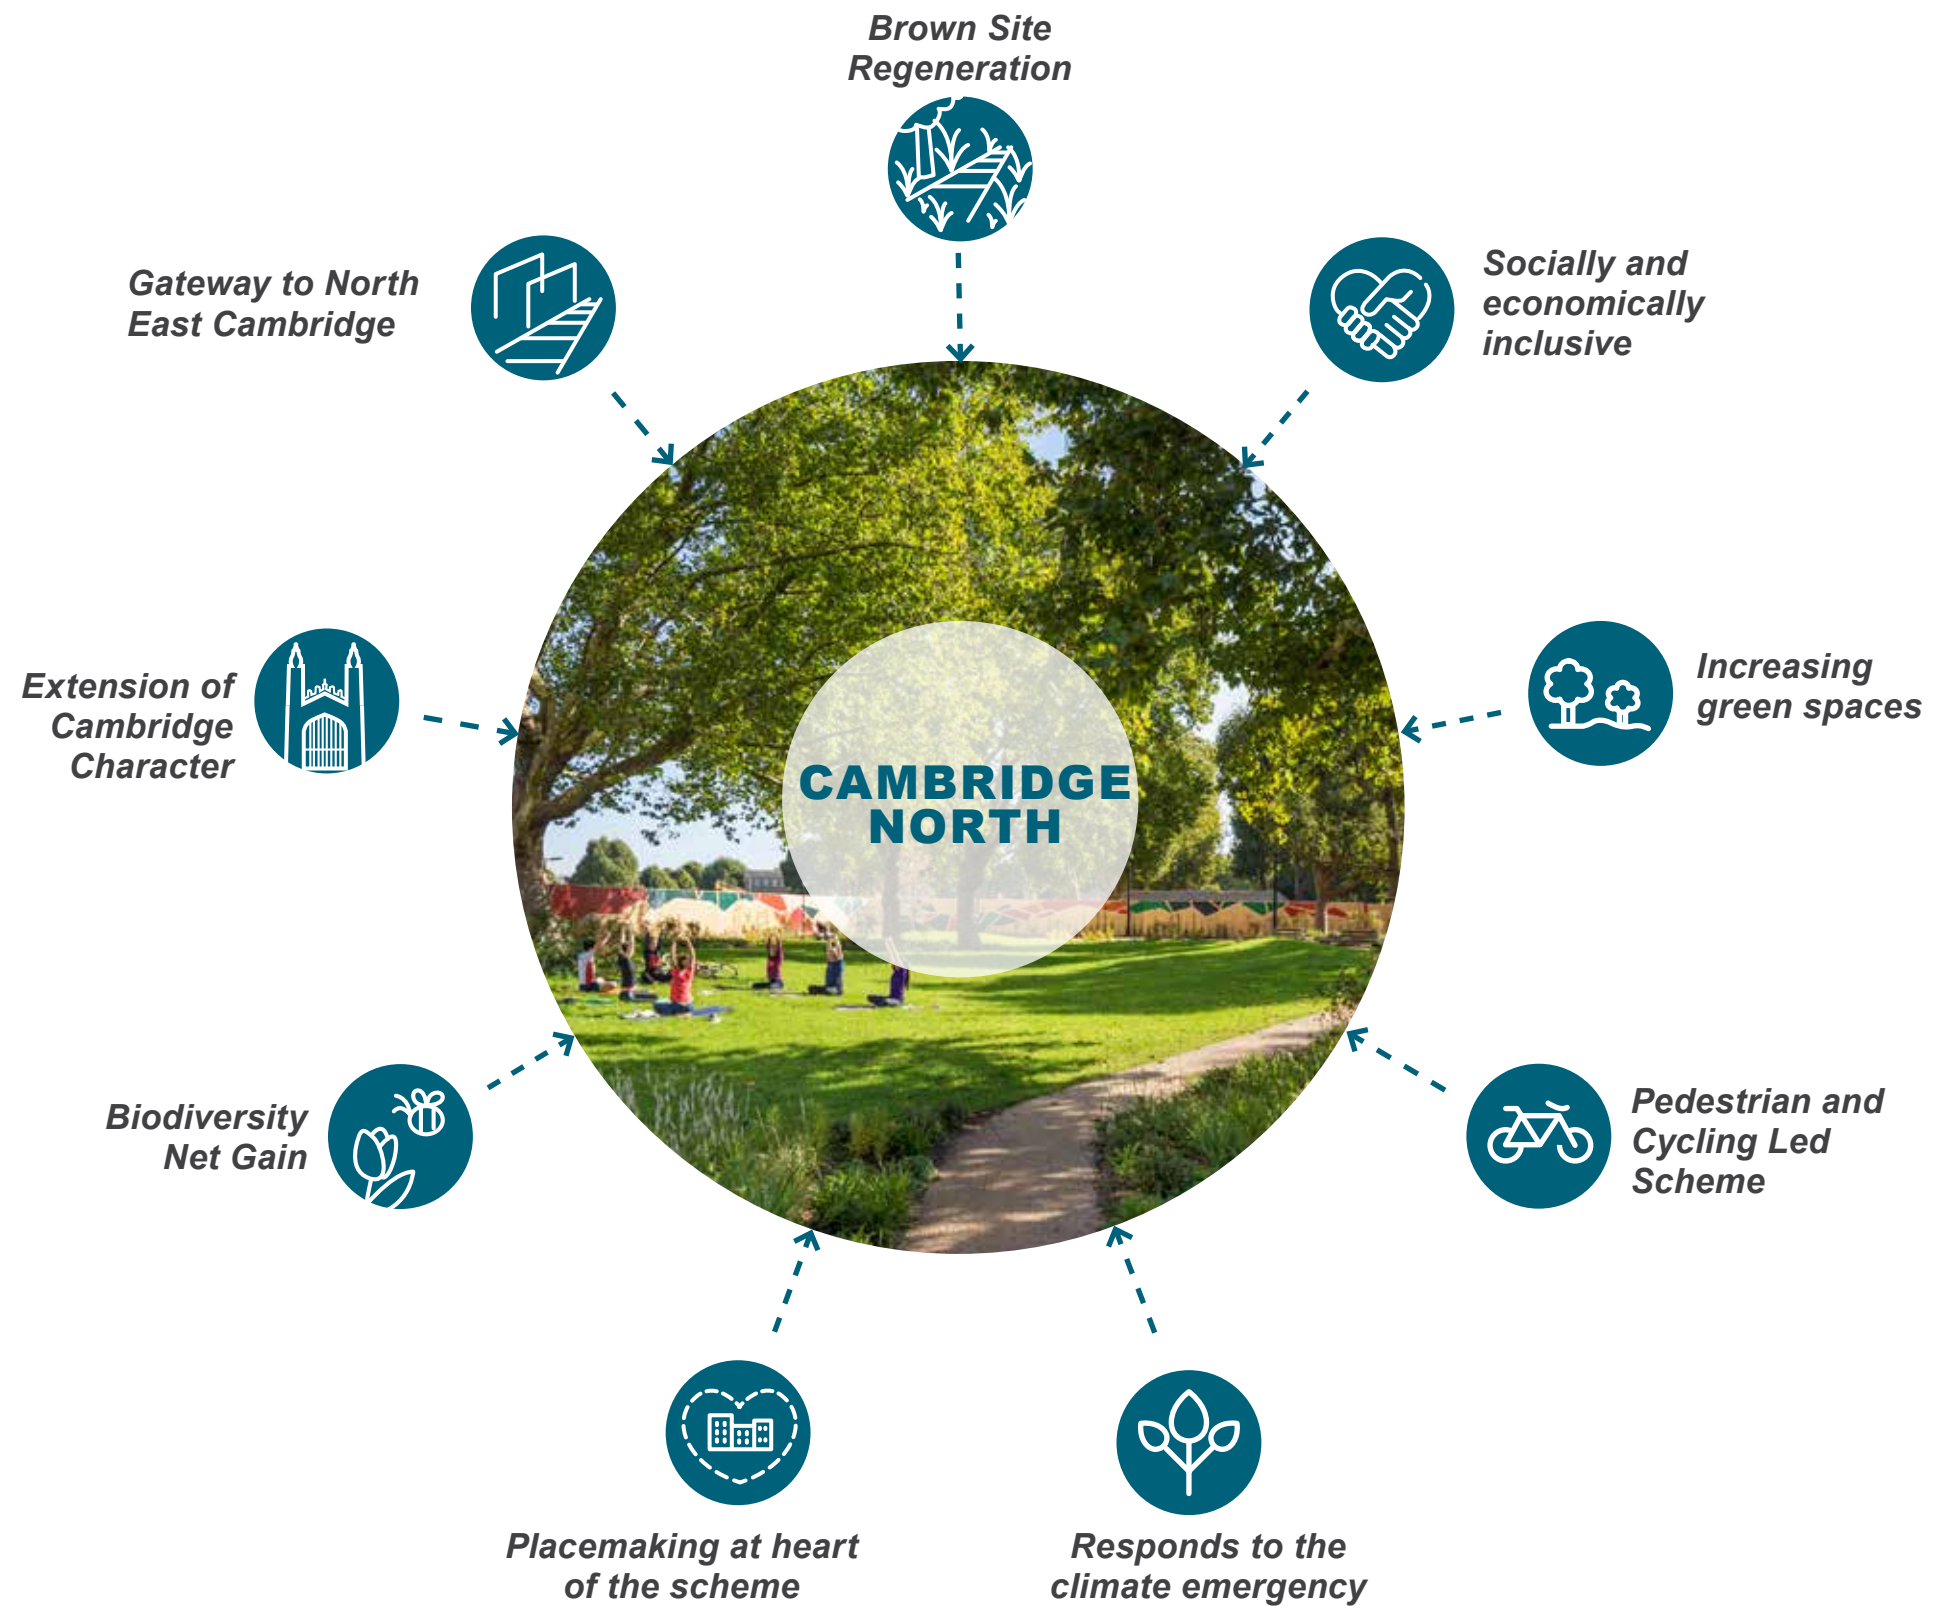 Brown Site
Regeneration
Gateway to North
East Cambridge
Socially and
economically
inclusive
Extension of
Cambridge
Character
Increasing
green spaces
CAMBRIDGE
NORTH
Biodiversity
Net Gain
Pedestrian and
Cycling Led
Scheme
Placemaking at heart
of the scheme
Responds to the
climate emergency